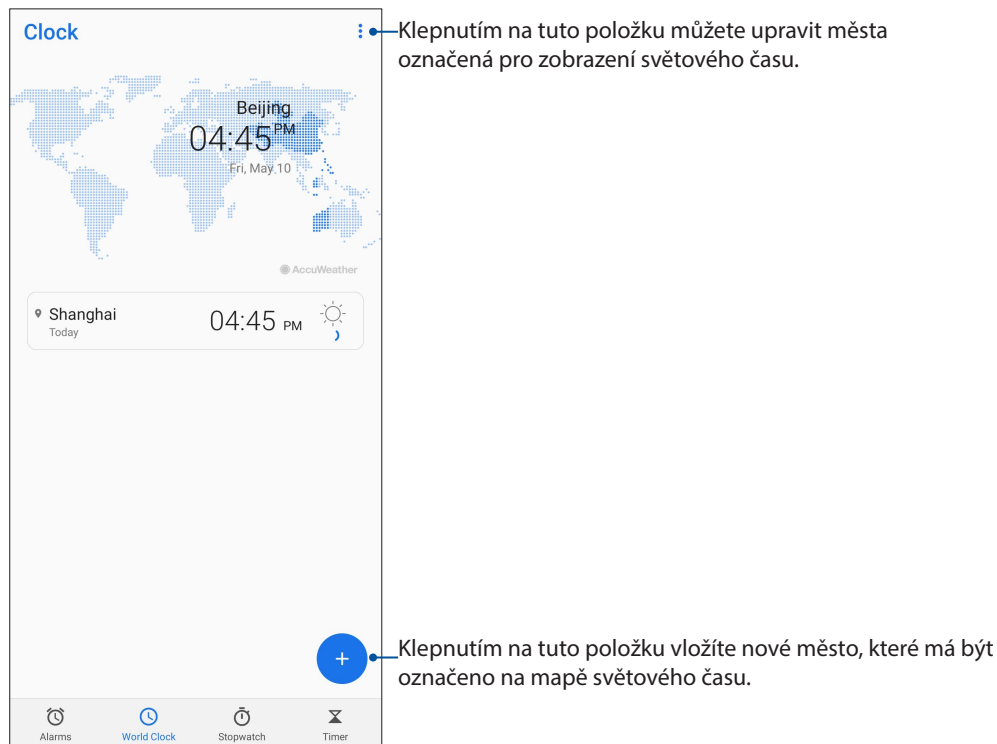 Clock
Klepnutím na tuto položku můžete upravit města
označená pro zobrazení světového času.
Beijing
04:45 PM
Fri, May 10
AccuWeather
Shanghai
Today
04:45 PM
Klepnutím na tuto položku vložíte nové město, které má být
označeno na mapě světového času.
Alarms
World Clock
Stopwatch
Timer